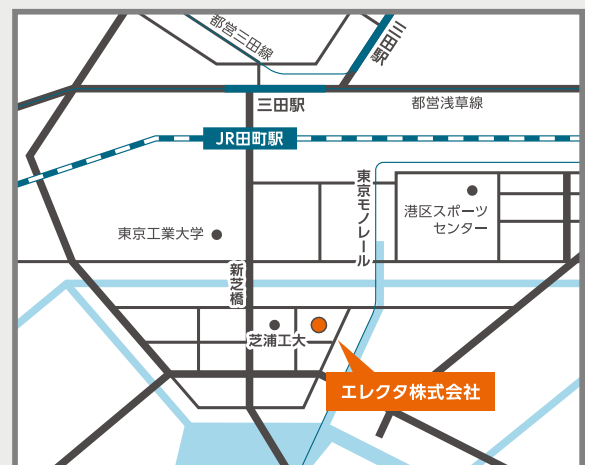 都営三田線
三田駅
三田駅
都営浅草線
JR田町駅
東京モノレール
港区スポーツ
センター
東京工業大学
新芝橋
芝浦工大
エレクタ株式会社